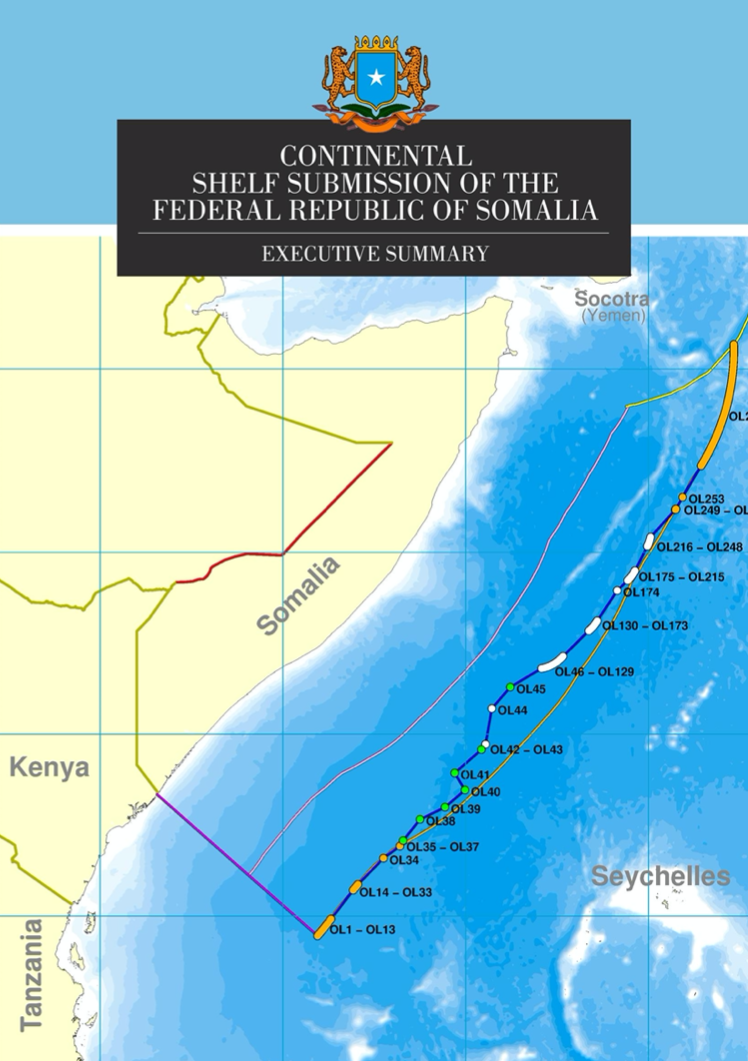 CONTINENTAL
SHELF SUBMISSION OF THE
FEDERAL REPUBLIC OF SOMALIA
EXECUTIVE SUMMARY
Socotra
(Yemen)
OL2
OL253
OL249 – OL
OL216 – OL248
OL175 – OL215
OL174
Somalia
OL130 – OL173
OL46 – OL129
OL45
OL44
OL42 – OL43
Kenya
OL41
OL40
OL39
OL38
OL35 – OL37
OL34
Seychelles
OL14 – OL33
OL1 – OL13
Tanzania